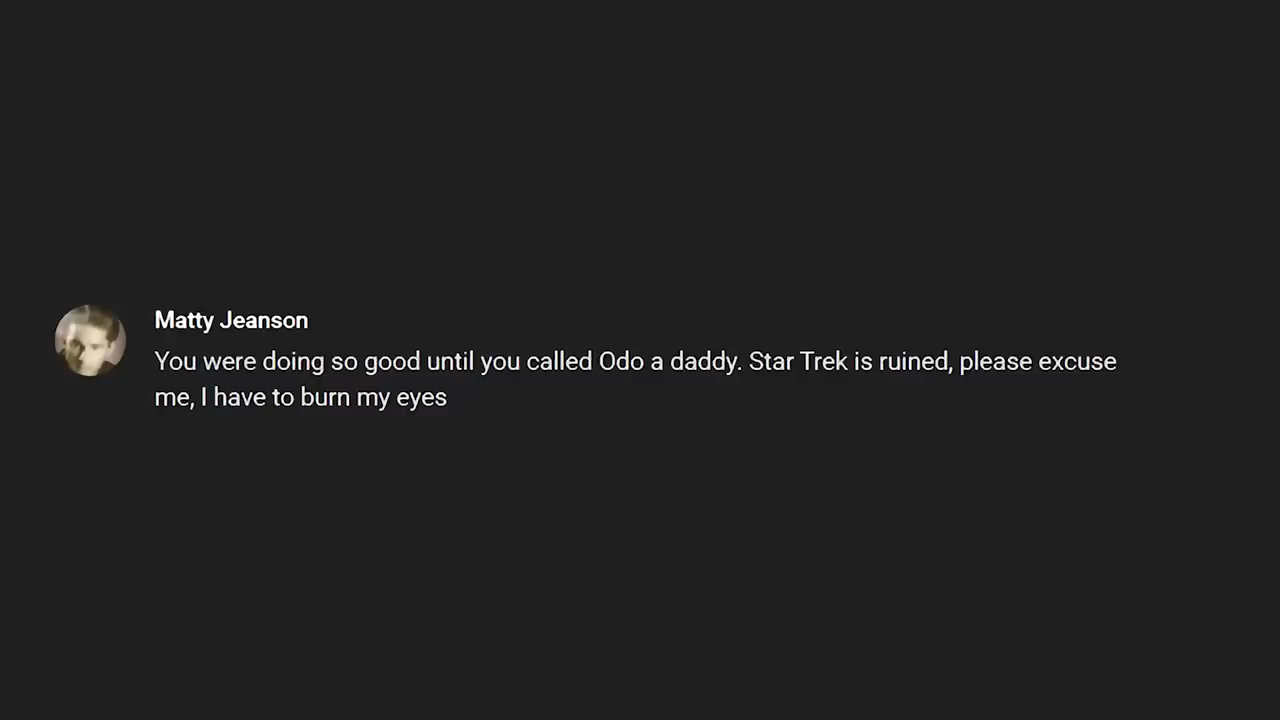 Matty Jeanson
You were doing so good until you called Odo a daddy. Star Trek is ruined, please excuse
me, I have to burn my eyes